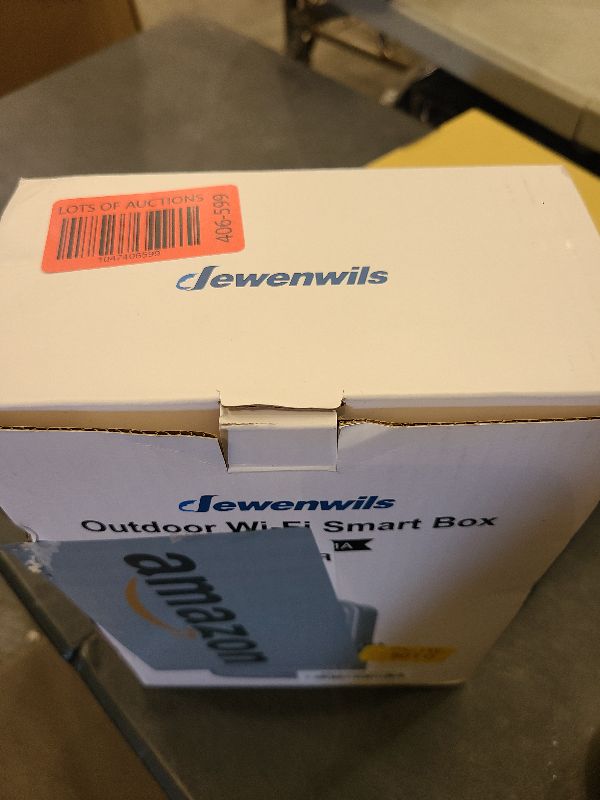 LOTS OF AUCTIONS
1047406599
406-599
Dewenwils
Dewenwils
Outdoor Wi-Fi Smart Box
amazon